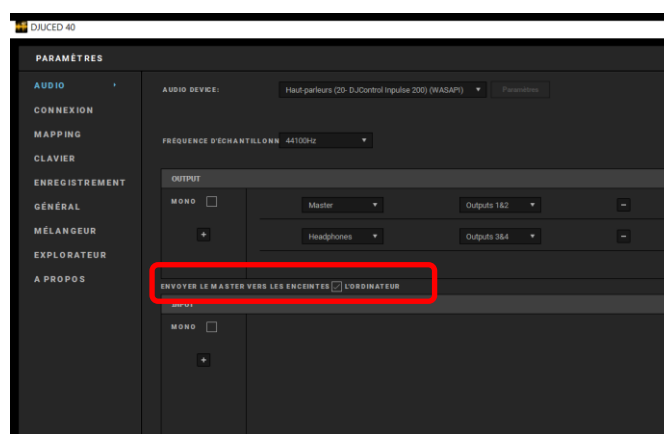 DJUCED 40
PARAMÈTRES
AUDIO
CONNEXION
MAPPING
CLAVIER
ENREGISTREMENT
GÉNÉRAL
MÉLANGEUR
EXPLORATEUR
A PROPOS
AUDIO DEVICE:
Haut-parleurs (20- DJControl Inpulse 200) (WASAPI)
Paramètres
FRÉQUENCE D'ÉCHANTILLONN
44100Hz
OUTPUT
MONO
Master
Outputs 1&2
Headphones
Outputs 3&4
ENVOYER LE MASTER VERS LES ENCEINTES L'ORDINATEUR
INPUT
MONO